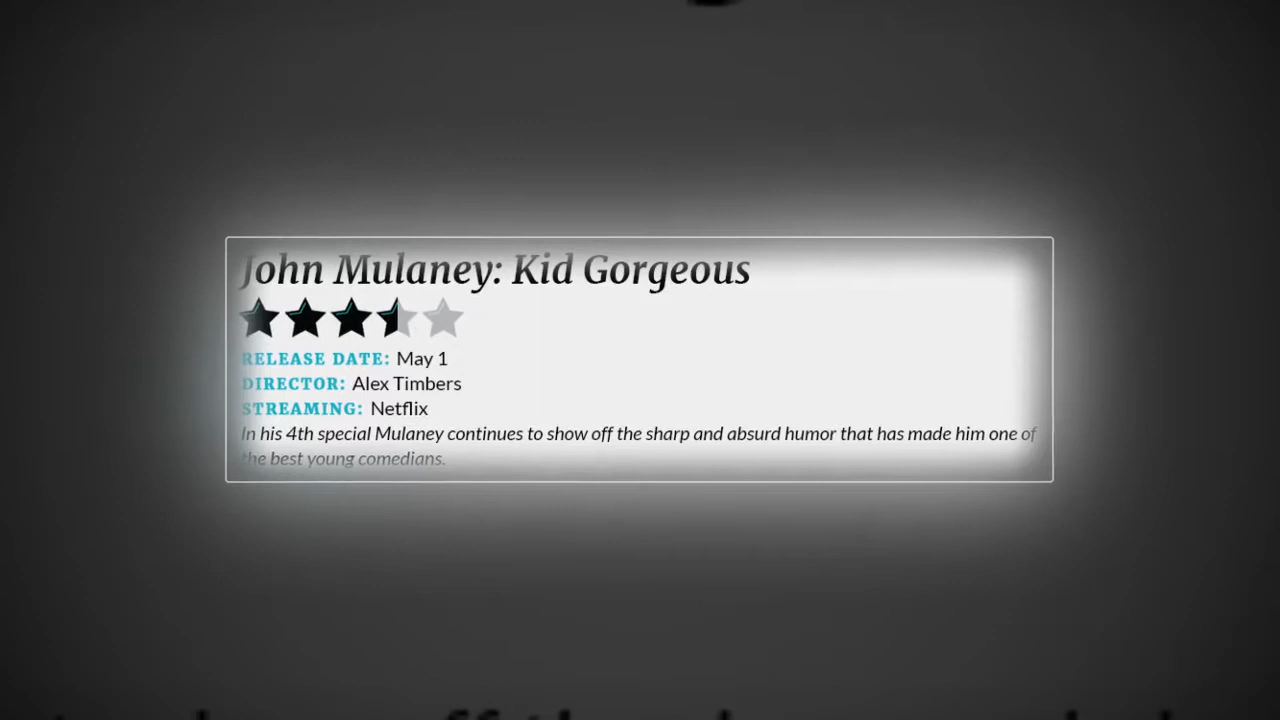 John Mulaney: Kid Gorgeous
RELEASE DATE: May 1
DIRECTOR: Alex Timbers
STREAMING: Netflix
In his 4th special Mulaney continues to show off the sharp and absurd humor that has made him one of
the best young comedians.